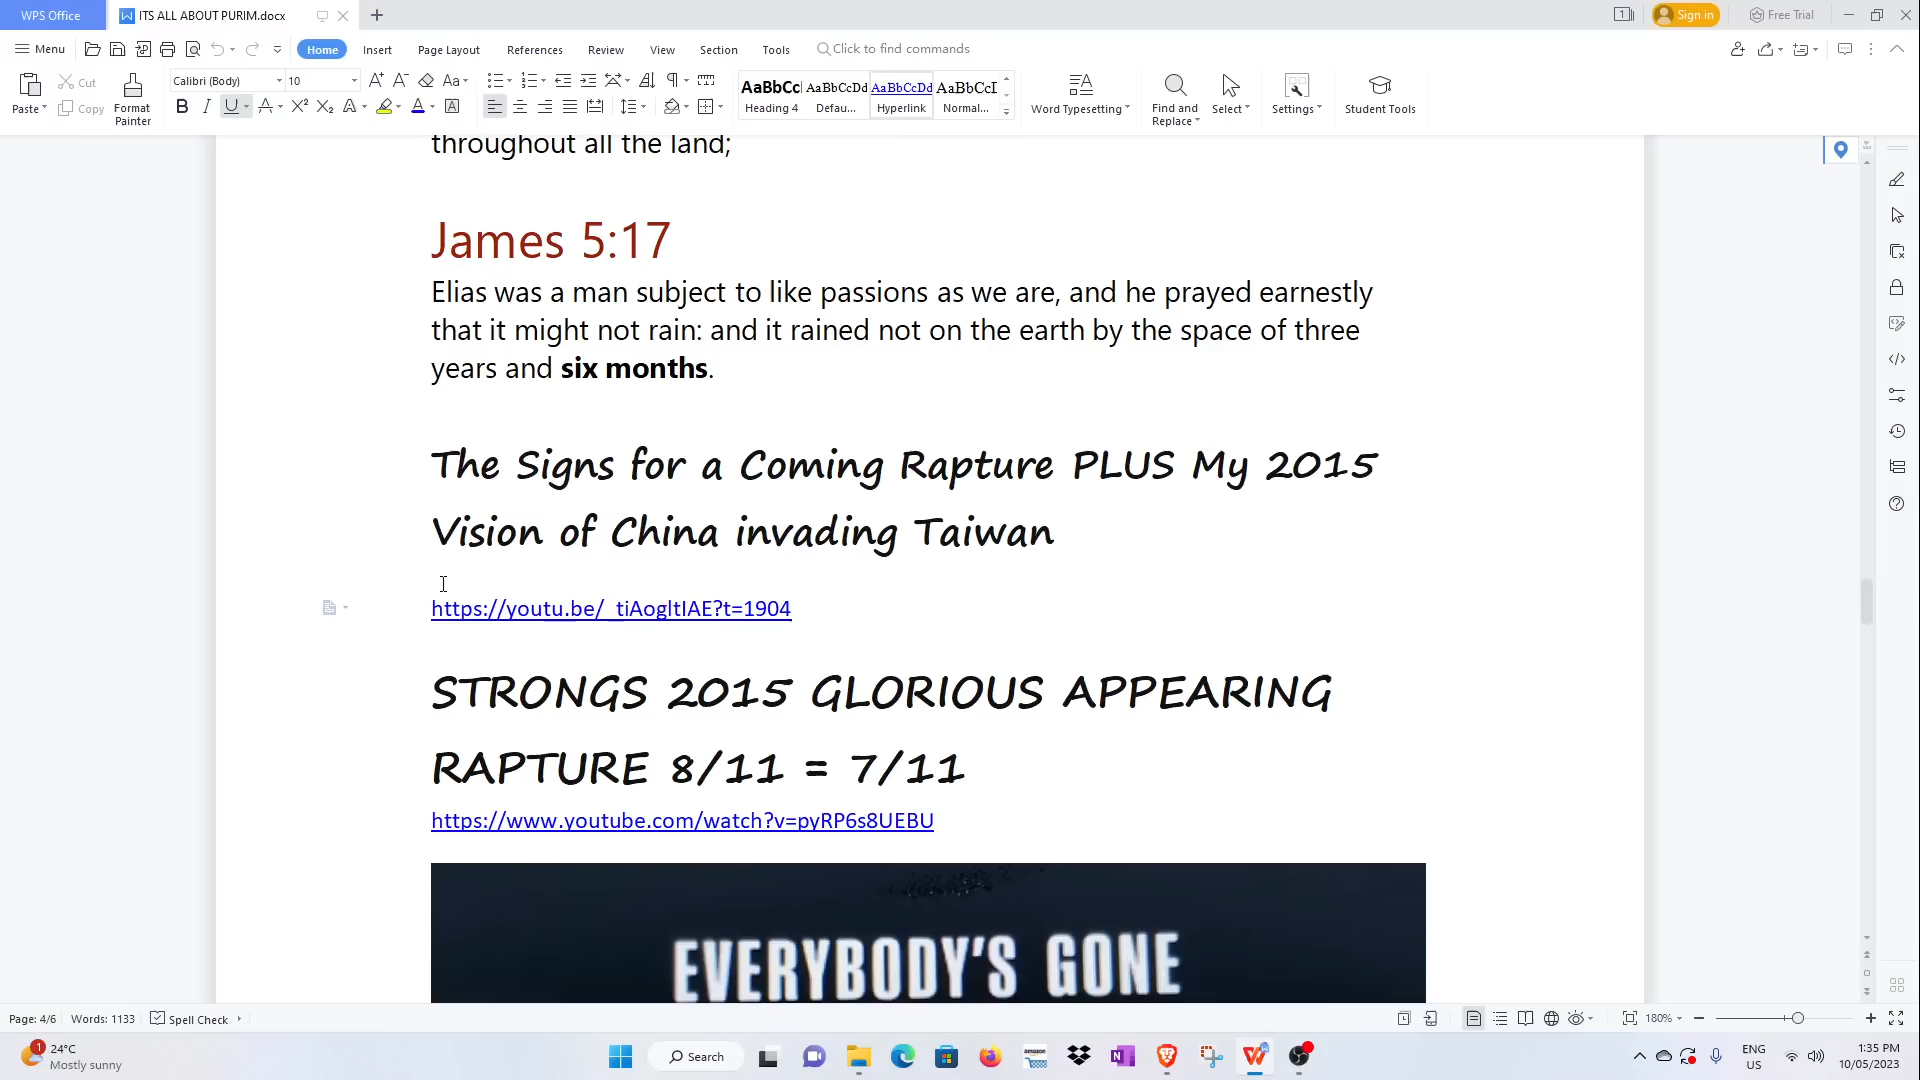 WPS Office
ITS ALL ABOUT PURIM.docx
1
Sign in
Free Trial
Menu
Home
Insert
Page Layout
References
Review
View
Section
Tools
Click to find commands
Paste
Cut
Copy
Format
Painter
Calibri (Body)
10
AaBbCc
Heading 4
AaBbCcDd
Defau...
AaBbCcDd
Hyperlink
AaBbCcI
Normal...
Word Typesetting
Find and
Replace
Select
Settings
Student Tools
throughout all the land;
James 5:17
Elias was a man subject to like passions as we are, and he prayed earnestly
that it might not rain: and it rained not on the earth by the space of three
years and six months.
The Signs for a Coming Rapture PLUS My 2015
Vision of China invading Taiwan
https://youtu.be/_tiAogltIAE?t=1904
STRONGS 2015 GLORIOUS APPEARING
RAPTURE 8/11 = 7/11
https://www.youtube.com/watch?v=pyRP6s8UEBU
EVERYBODY'S GONE
Page: 4/6
Words: 1133
Spell Check
180%
1
24°C
Mostly sunny
Search
amazon
ENG
US
1:35 PM
10/05/2023